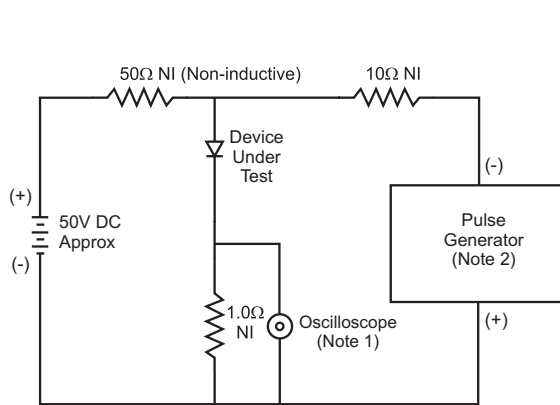 50Ω NI (Non-inductive)
10Ω NI
Device
Under
Test
(-)
(+)
50V DC
Approx
(-)
Pulse
Generator
(Note 2)
1.0Ω
NI
Oscilloscope
(Note 1)
(+)